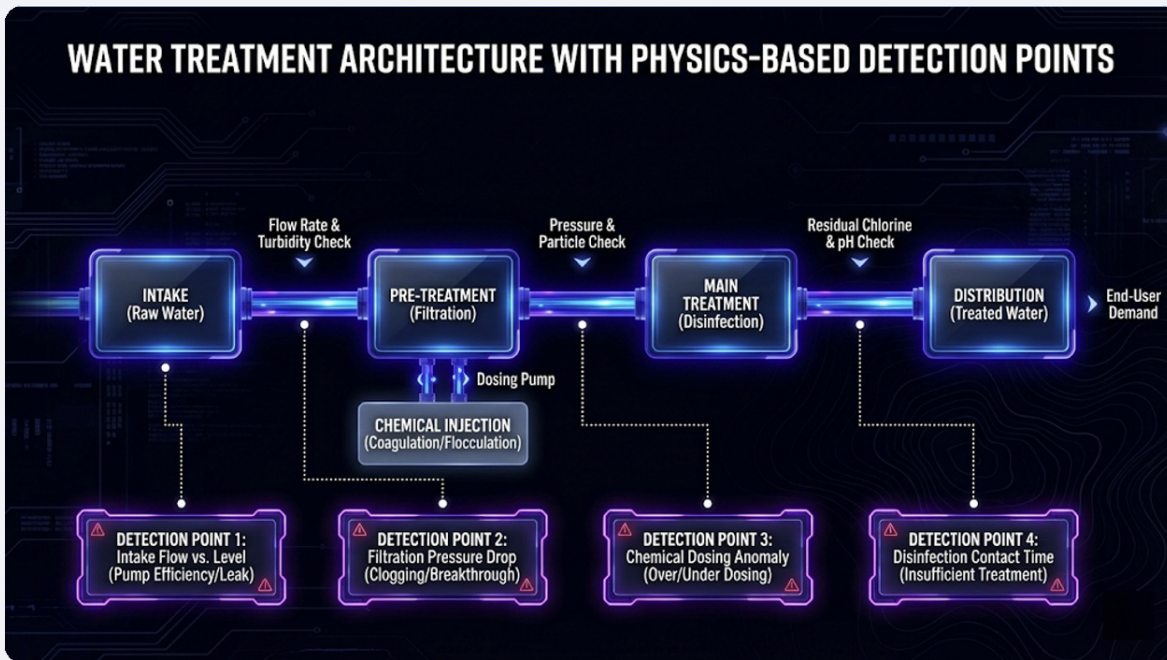 WATER TREATMENT ARCHITECTURE WITH PHYSICS-BASED DETECTION POINTS
Flow Rate &
Turbidity Check
Pressure &
Particle Check
Residual Chlorine
& pH Check
INTAKE
(Raw Water)
PRE-TREATMENT
(Filtration)
MAIN
TREATMENT
(Disinfection)
DISTRIBUTION
(Treated Water)
End-User
Demand
Dosing Pump
CHEMICAL INJECTION
(Coagulation/Flocculation)
DETECTION POINT 1:
Intake Flow vs. Level
(Pump Efficiency/Leak)
DETECTION POINT 2:
Filtration Pressure Drop
(Clogging/Breakthrough)
DETECTION POINT 3:
Chemical Dosing Anomaly
(Over/Under Dosing)
DETECTION POINT 4:
Disinfection Contact Time
(Insufficient Treatment)